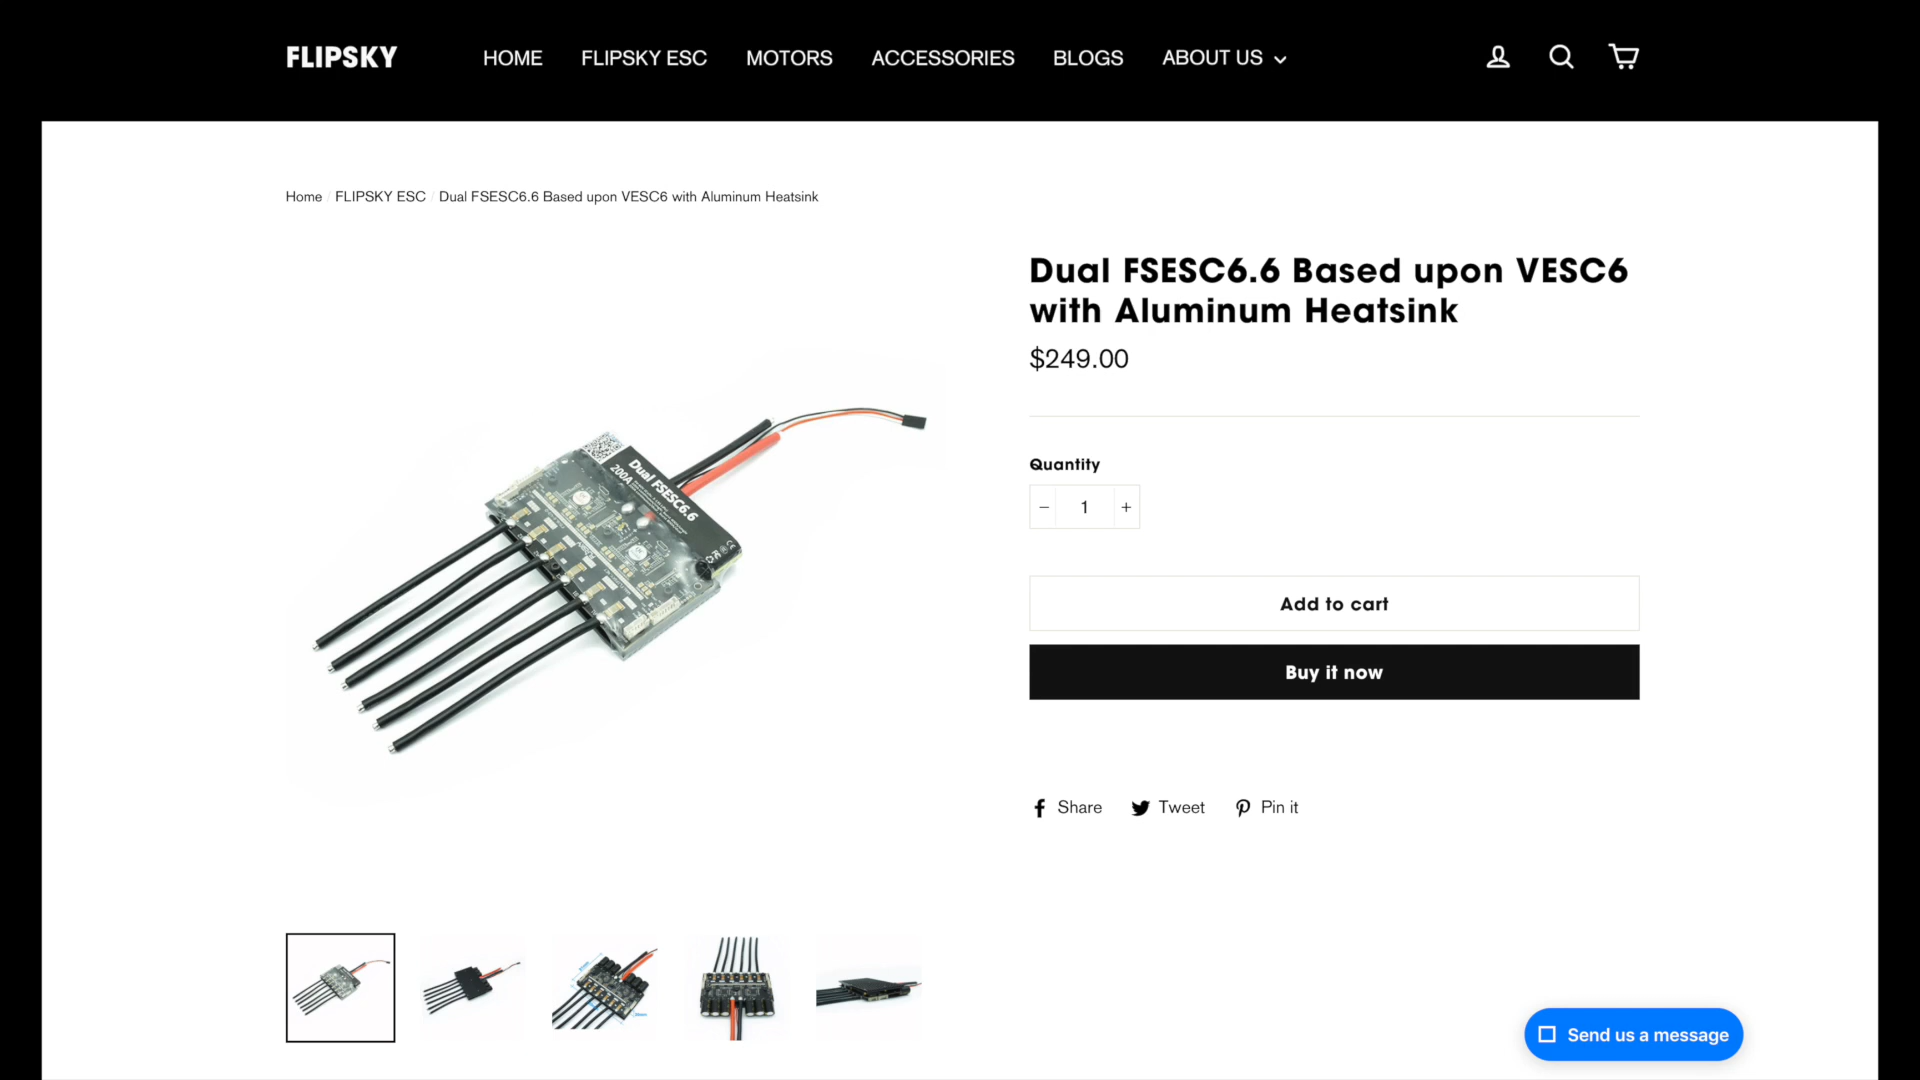 FLIPSKY
HOME
FLIPSKY ESC
MOTORS
ACCESSORIES
BLOGS
ABOUT US
Home / FLIPSKY ESC / Dual FSESC6.6 Based upon VESC6 with Aluminum Heatsink
Dual FSESC6.6 Based upon VESC6
with Aluminum Heatsink
$249.00
Dual FSESC6.6
200A
Quantity
− 1 +
Add to cart
Buy it now
Share
Tweet
Pin it
Send us a message